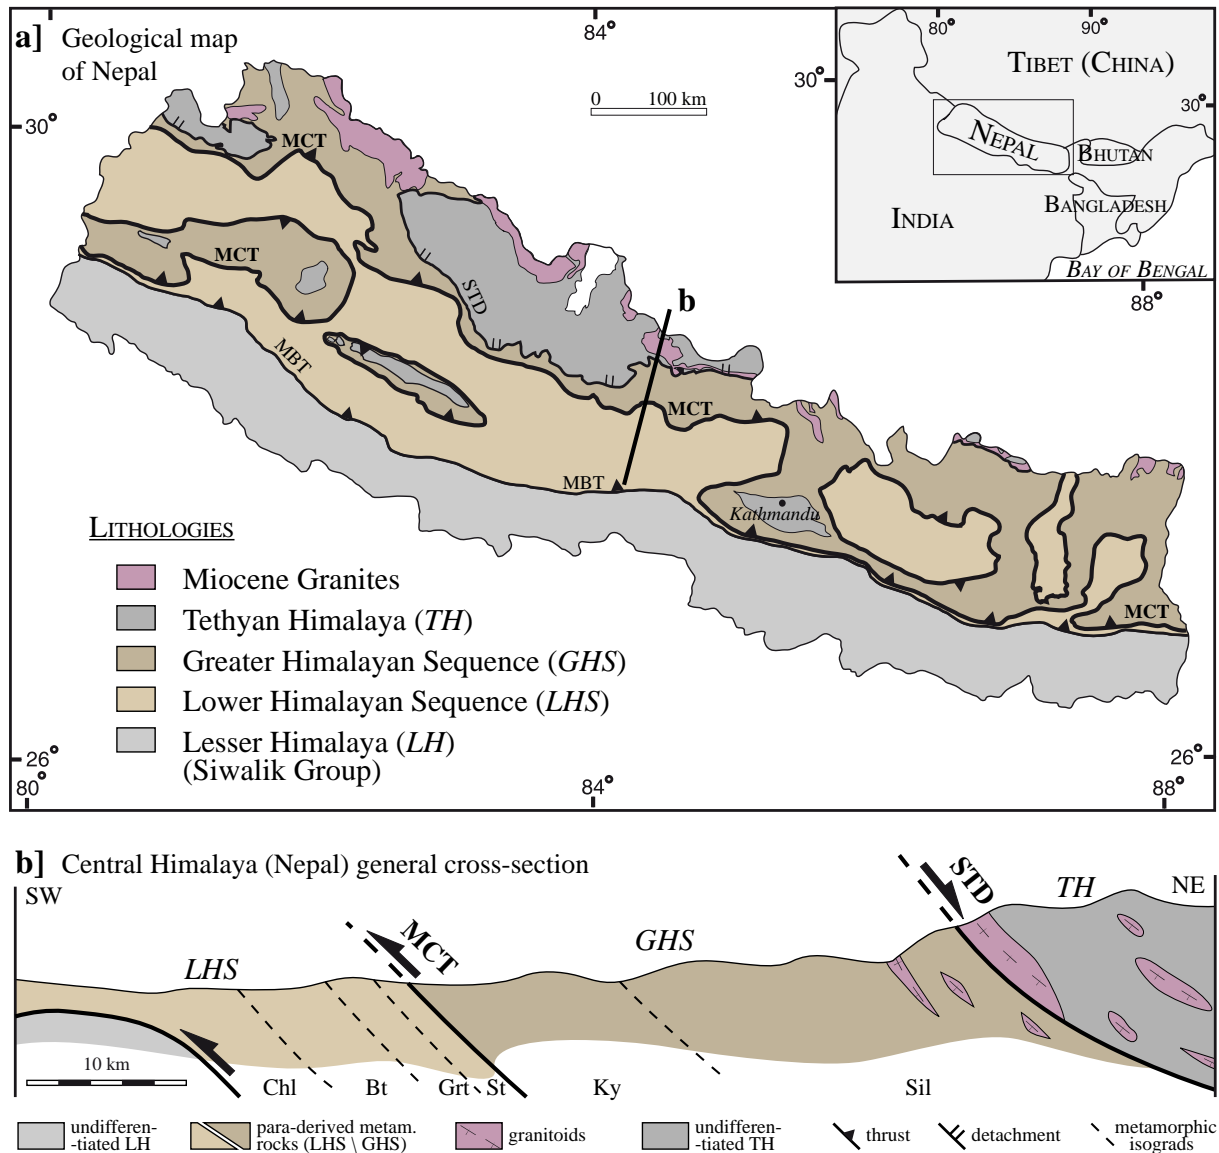 a] Geological map
of Nepal
84°
0 100 km
80° 90°
TIBET (CHINA)
30°
30°
NEPAL
BHUTAN
BANGLADESH
INDIA
BAY OF BENGAL
88°
30°
MCT
MCT
STD
b
MBT
MCT
MBT
Kathmandu
MCT
LITHOLOGIES
Miocene Granites
Tethyan Himalaya (TH)
Greater Himalayan Sequence (GHS)
Lower Himalayan Sequence (LHS)
Lesser Himalaya (LH)
(Siwalik Group)
26°
26°
80°
84°
88°
b] Central Himalaya (Nepal) general cross-section
SW
STD
TH
NE
MCT
GHS
LHS
10 km
Chl Bt Grt St Ky Sil
undifferen-
-tiated LH
para-derived metam.
rocks (LHS \ GHS)
granitoids
undifferen-
-tiated TH
thrust
detachment
metamorphic
isograds